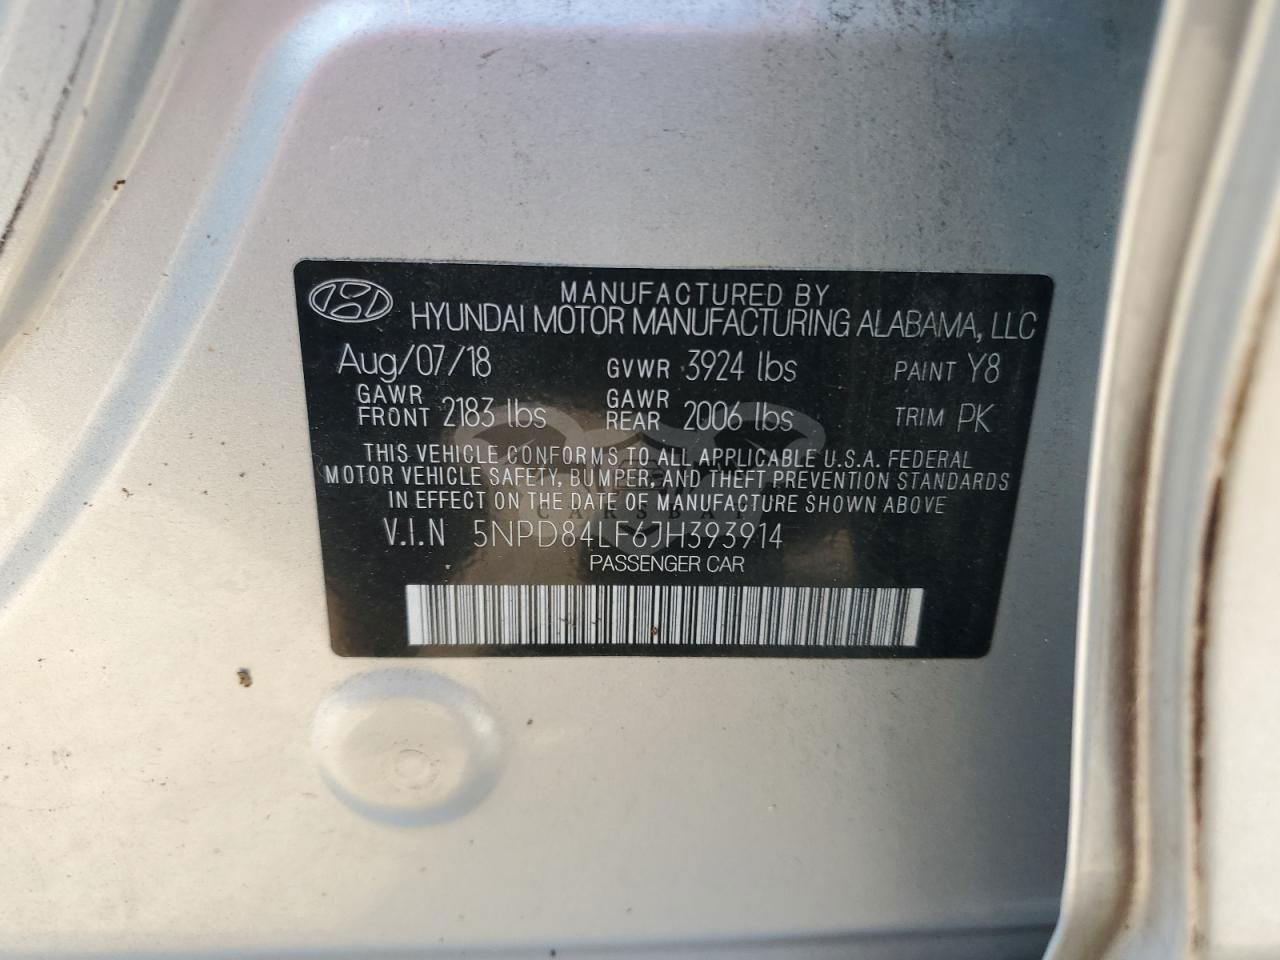 MANUFACTURED BY
HYUNDAI MOTOR MANUFACTURING ALABAMA, LLC
Aug/07/18 GVWR 3924 lbs PAINT Y8
GAWR FRONT 2183 lbs GAWR REAR 2006 lbs TRIM PK
THIS VEHICLE CONFORMS TO ALL APPLICABLE U.S.A. FEDERAL
MOTOR VEHICLE SAFETY, BUMPER, AND THEFT PREVENTION STANDARDS
IN EFFECT ON THE DATE OF MANUFACTURE SHOWN ABOVE
V.I.N 5NPD84LF6JH393914
PASSENGER CAR